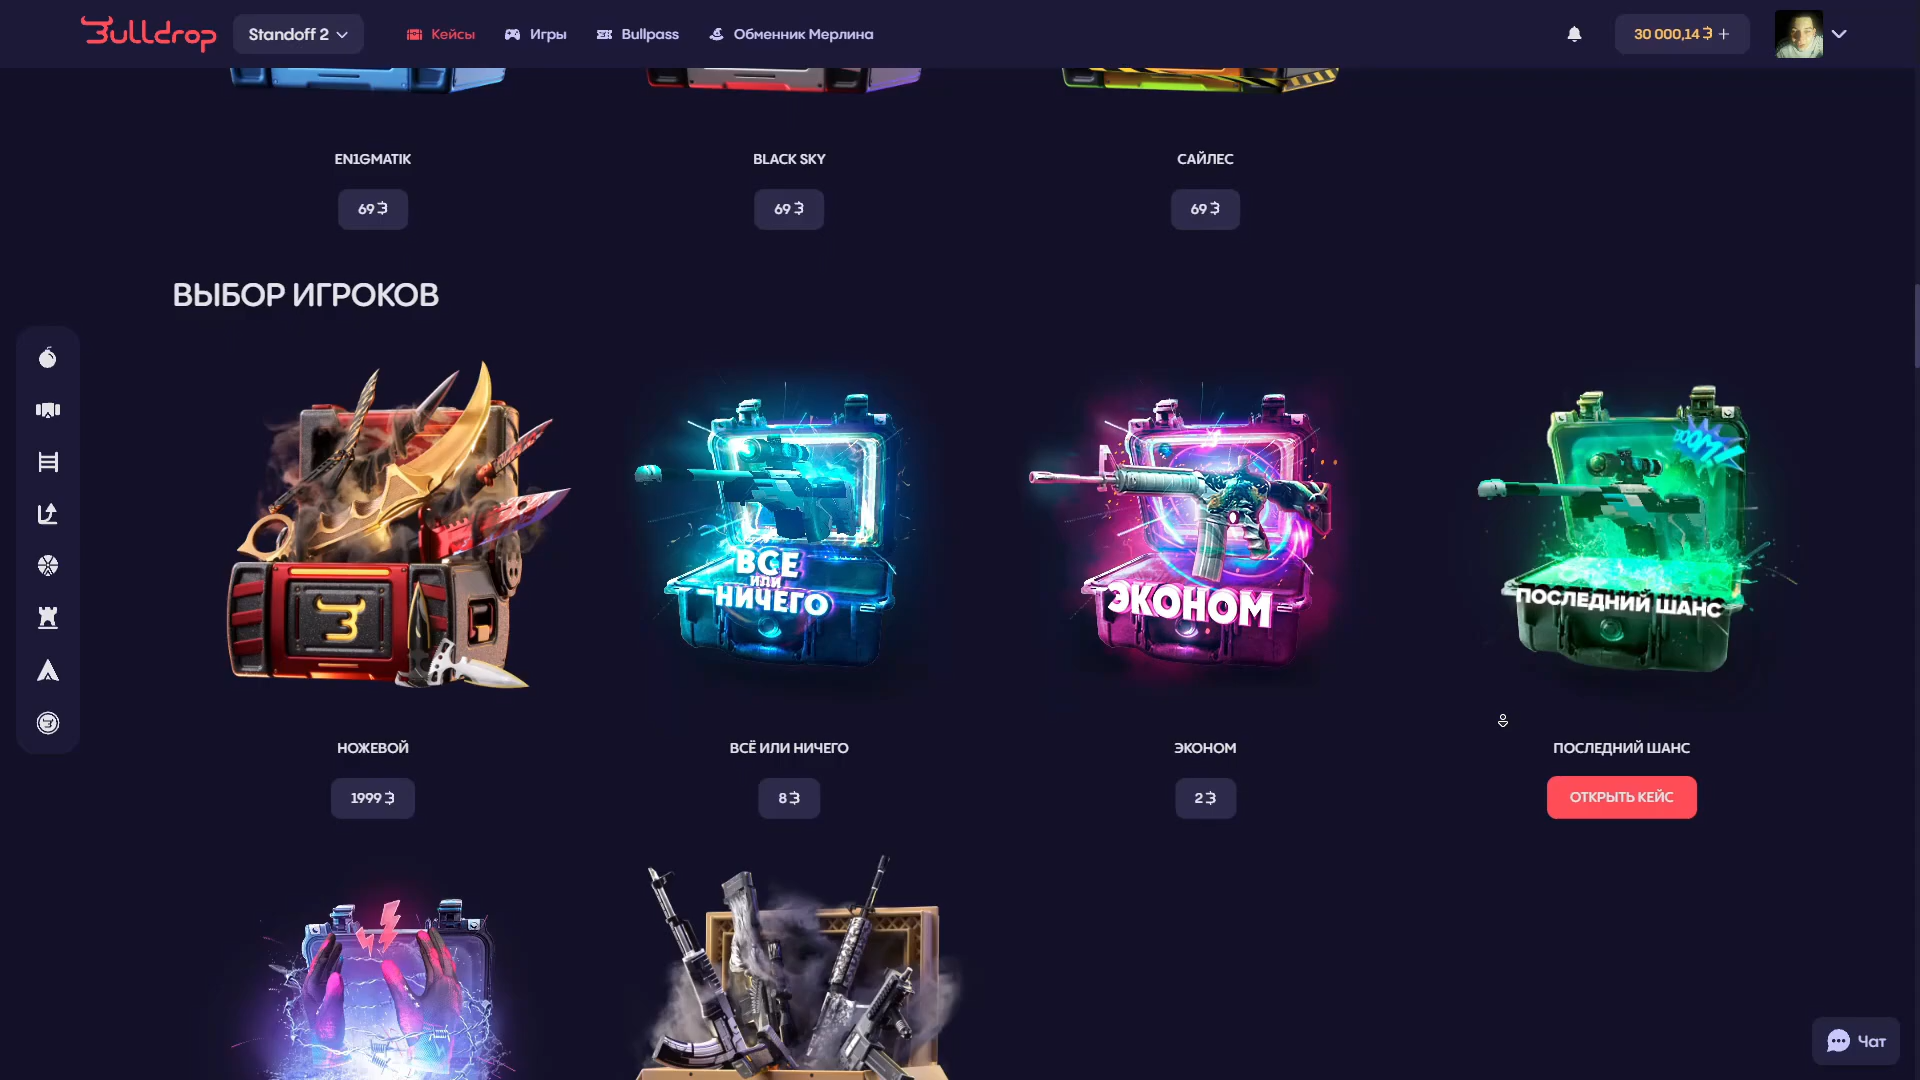 Bulldrop
Standoff 2
Кейсы
Игры
Bullpass
Обменник Мерлина
30 000,14
EN1GMATIK
BLACK SKY
САЙЛЕС
69
69
69
ВЫБОР ИГРОКОВ
BOOM!
ВСЕ
ИЛИ
НИЧЕГО
ЭКОНОМ
ПОСЛЕДНИЙ ШАНС
НОЖЕВОЙ
ВСЁ ИЛИ НИЧЕГО
ЭКОНОМ
ПОСЛЕДНИЙ ШАНС
1999
8
2
ОТКРЫТЬ КЕЙС
Чат